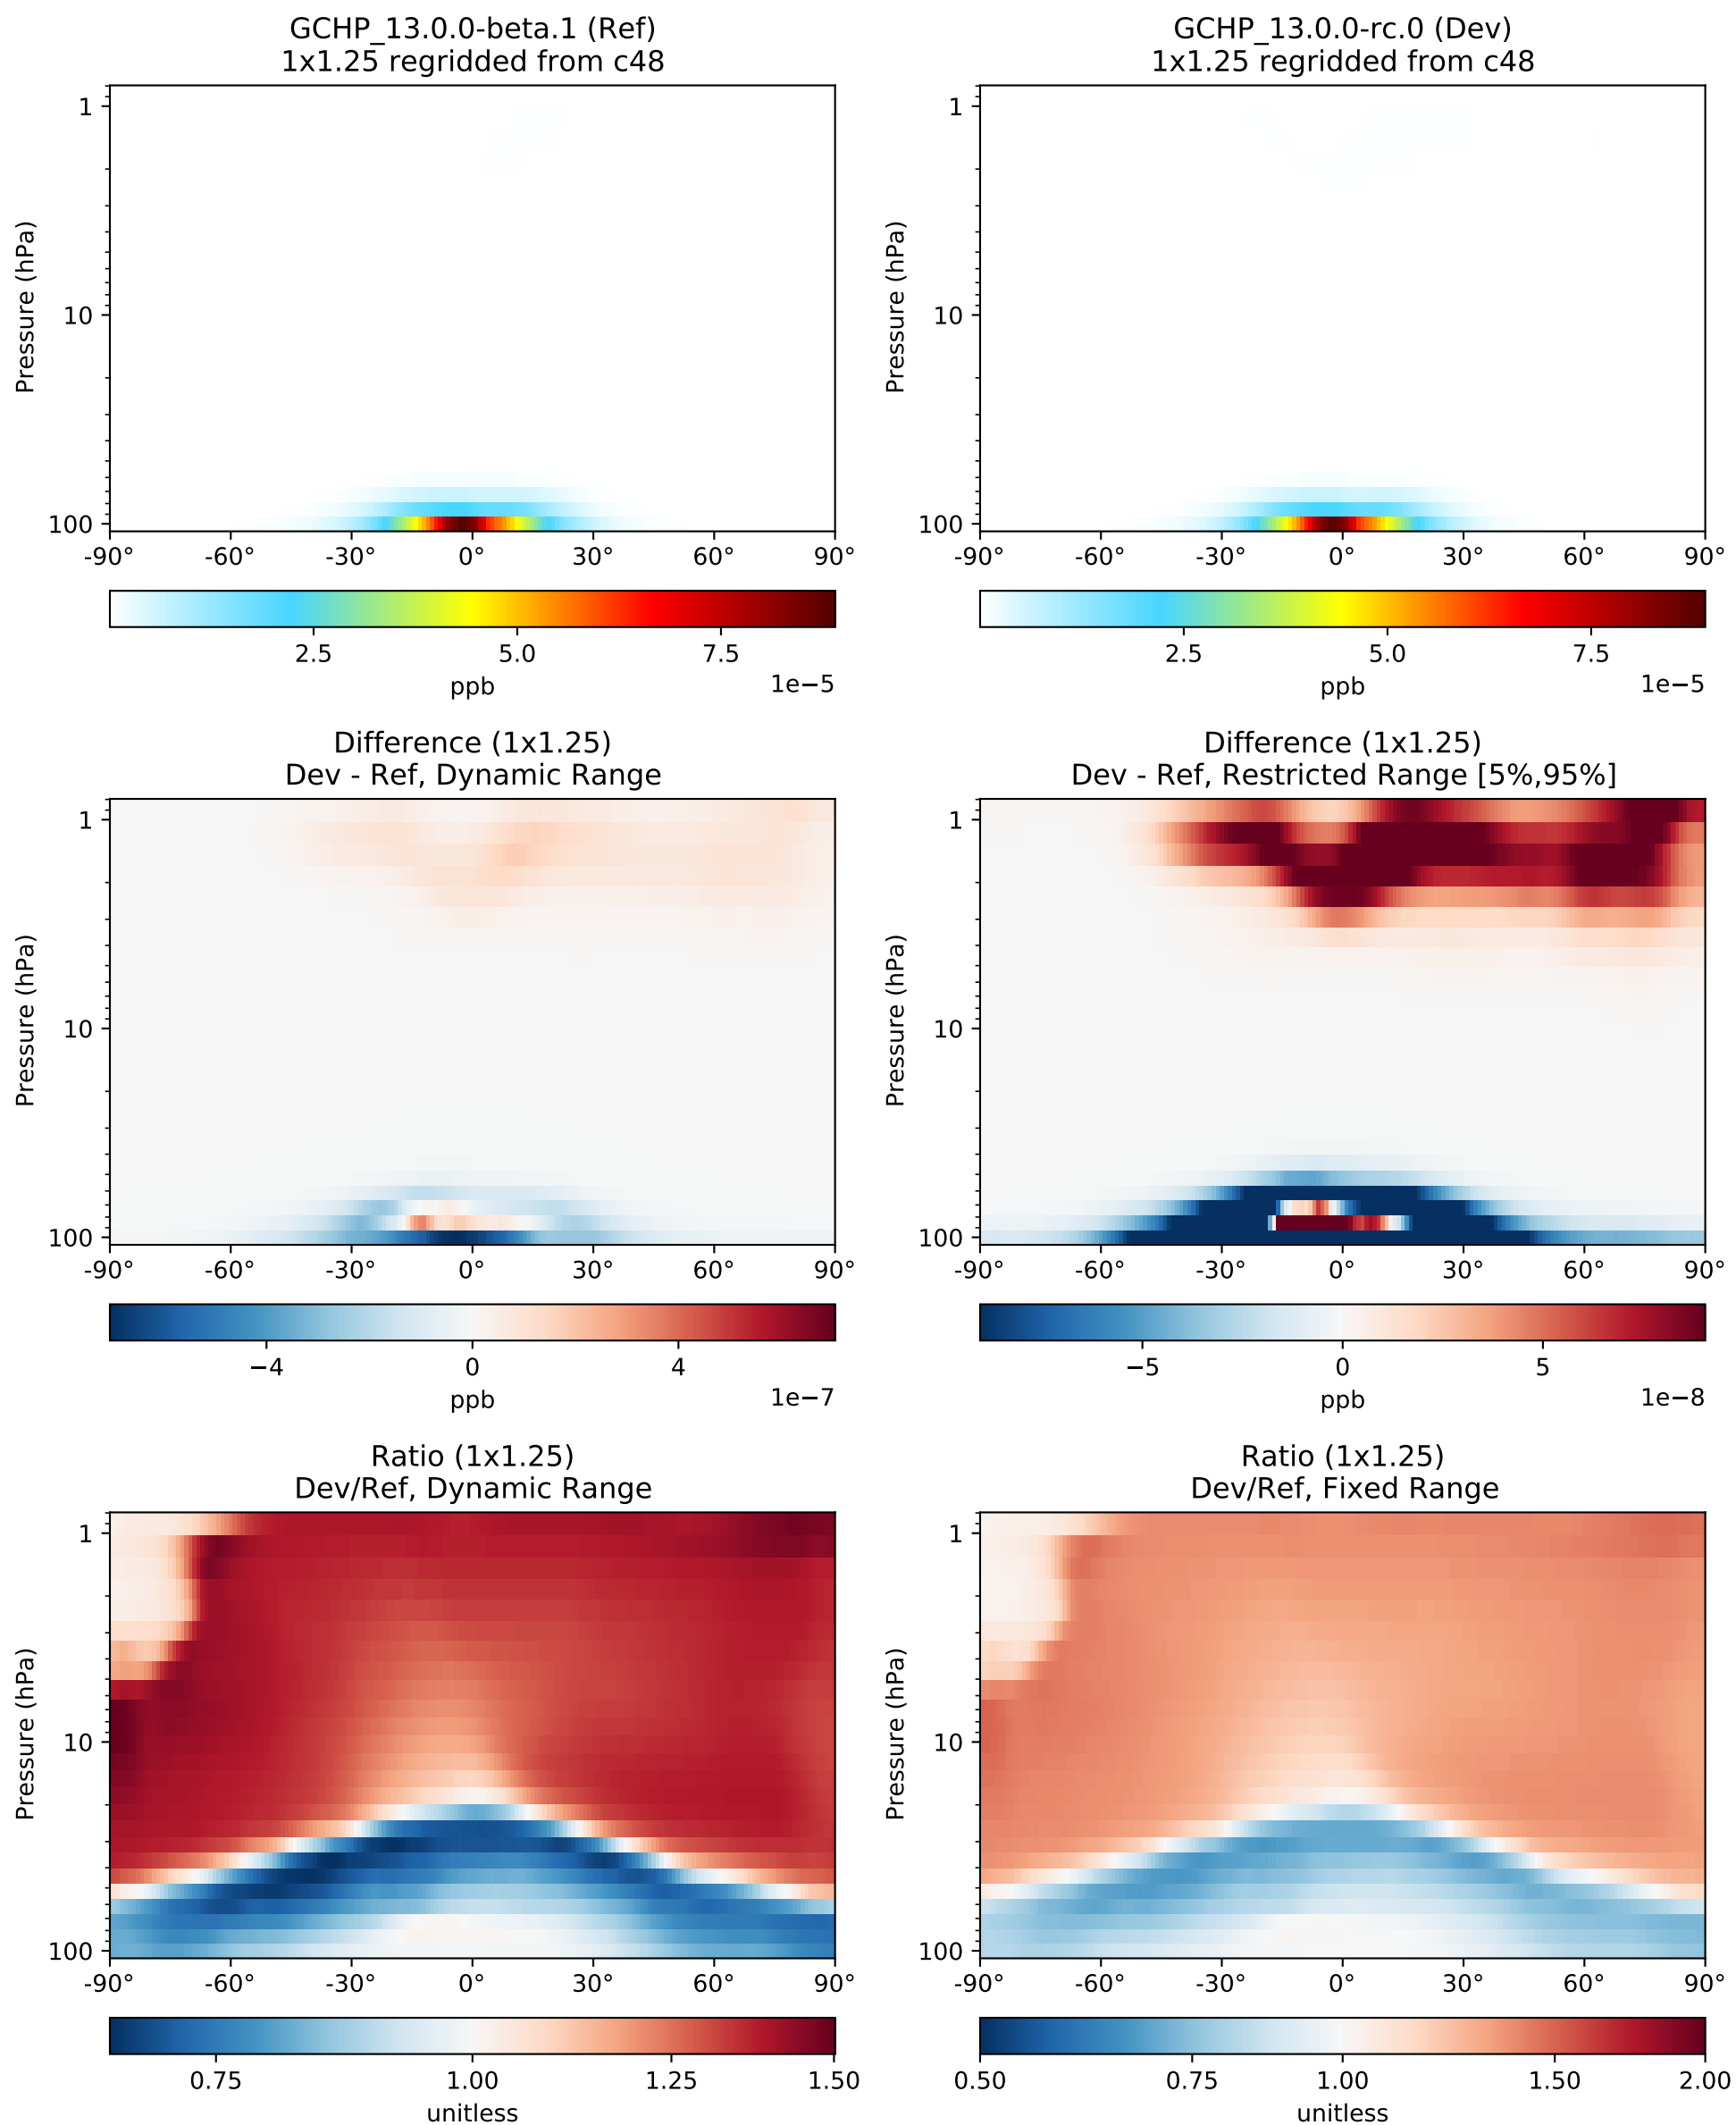 GCHP_13.0.0-beta.1 (Ref)
1x1.25 regridded from c48
1
10
100
Pressure (hPa)
-90° -60° -30° 0° 30° 60° 90°
2.5 5.0 7.5
ppb
1e−5
GCHP_13.0.0-rc.0 (Dev)
1x1.25 regridded from c48
1
10
100
Pressure (hPa)
-90° -60° -30° 0° 30° 60° 90°
2.5 5.0 7.5
ppb
1e−5
Difference (1x1.25)
Dev - Ref, Dynamic Range
1
10
100
Pressure (hPa)
-90° -60° -30° 0° 30° 60° 90°
−4 0 4
ppb
1e−7
Difference (1x1.25)
Dev - Ref, Restricted Range [5%,95%]
1
10
100
Pressure (hPa)
-90° -60° -30° 0° 30° 60° 90°
−5 0 5
ppb
1e−8
Ratio (1x1.25)
Dev/Ref, Dynamic Range
1
10
100
Pressure (hPa)
-90° -60° -30° 0° 30° 60° 90°
0.75 1.00 1.25 1.50
unitless
Ratio (1x1.25)
Dev/Ref, Fixed Range
1
10
100
Pressure (hPa)
-90° -60° -30° 0° 30° 60° 90°
0.50 0.75 1.00 1.50 2.00
unitless